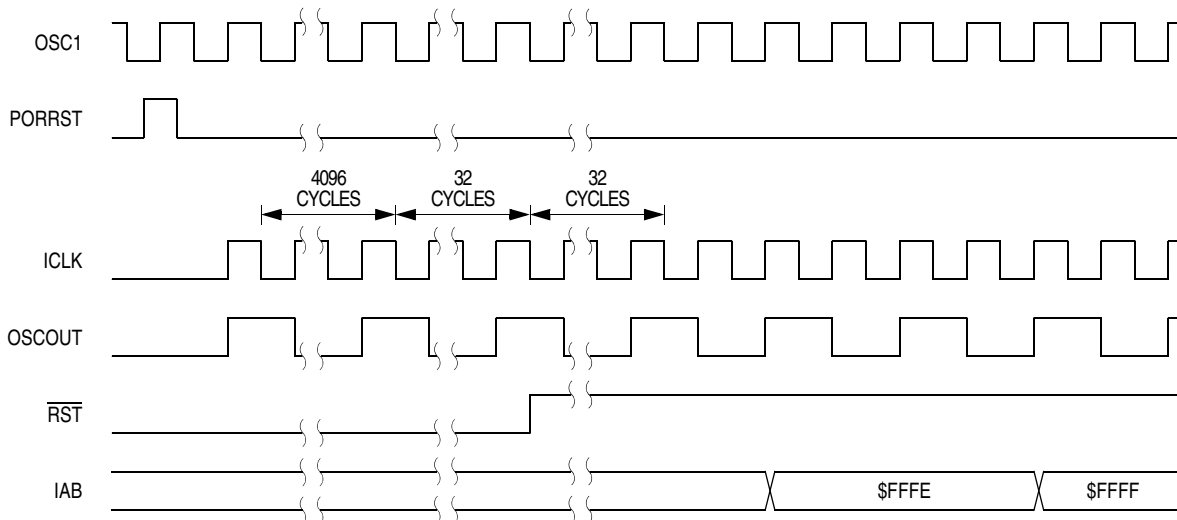 OSC1
PORRST
4096
CYCLES
32
CYCLES
32
CYCLES
ICLK
OSCOUT
RST
IAB
$FFFE
$FFFF